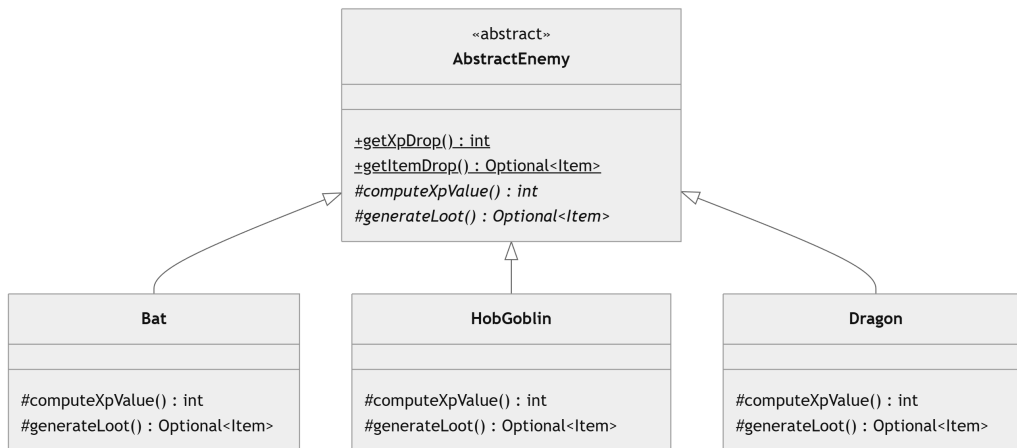 «abstract»
AbstractEnemy
+getXpDrop() : int
+getItemDrop() : Optional<Item>
#computeXpValue() : int
#generateLoot() : Optional<Item>
Bat
#computeXpValue() : int
#generateLoot() : Optional<Item>
HobGoblin
#computeXpValue() : int
#generateLoot() : Optional<Item>
Dragon
#computeXpValue() : int
#generateLoot() : Optional<Item>